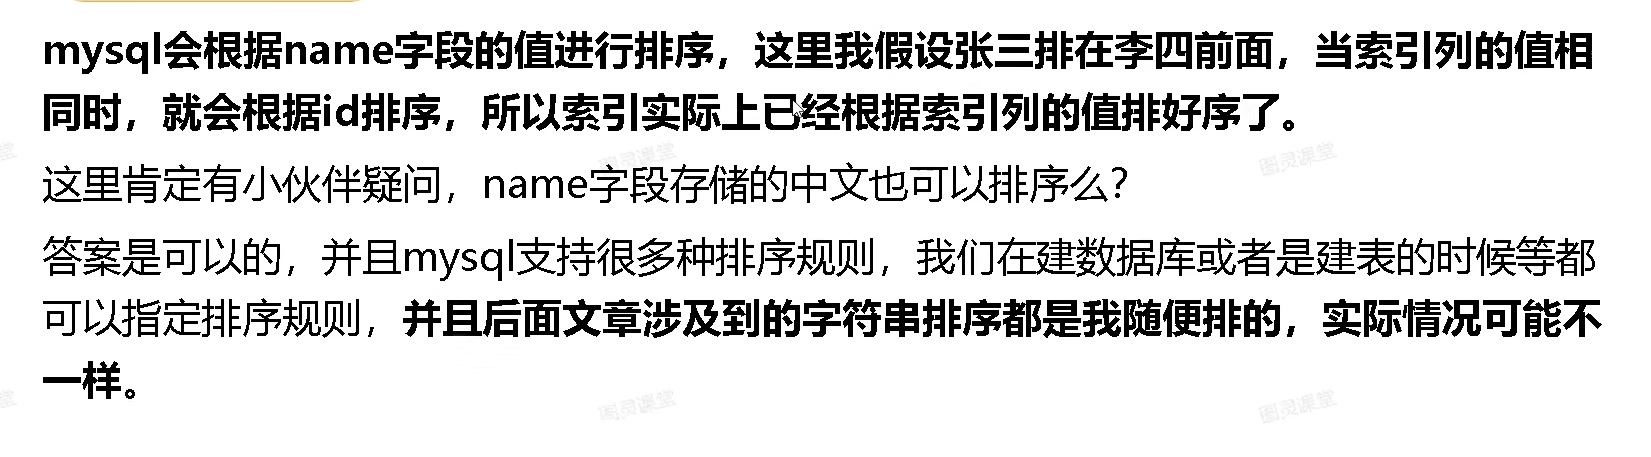 mysql会根据name字段的值进行排序，这里我假设张三排在李四前面，当索引列的值相
同时，就会根据id排序，所以索引实际上已经根据索引列的值排好序了。
图灵课堂
图灵课堂
这里肯定有小伙伴疑问，name字段存储的中文也可以排序么？
答案是可以的，并且mysql支持很多种排序规则，我们在建数据库或者是建表的时候等都
可以指定排序规则，并且后面文章涉及到的字符串排序都是我随便排的，实际情况可能不
一样。
堂
堂
图灵课堂
图灵课堂